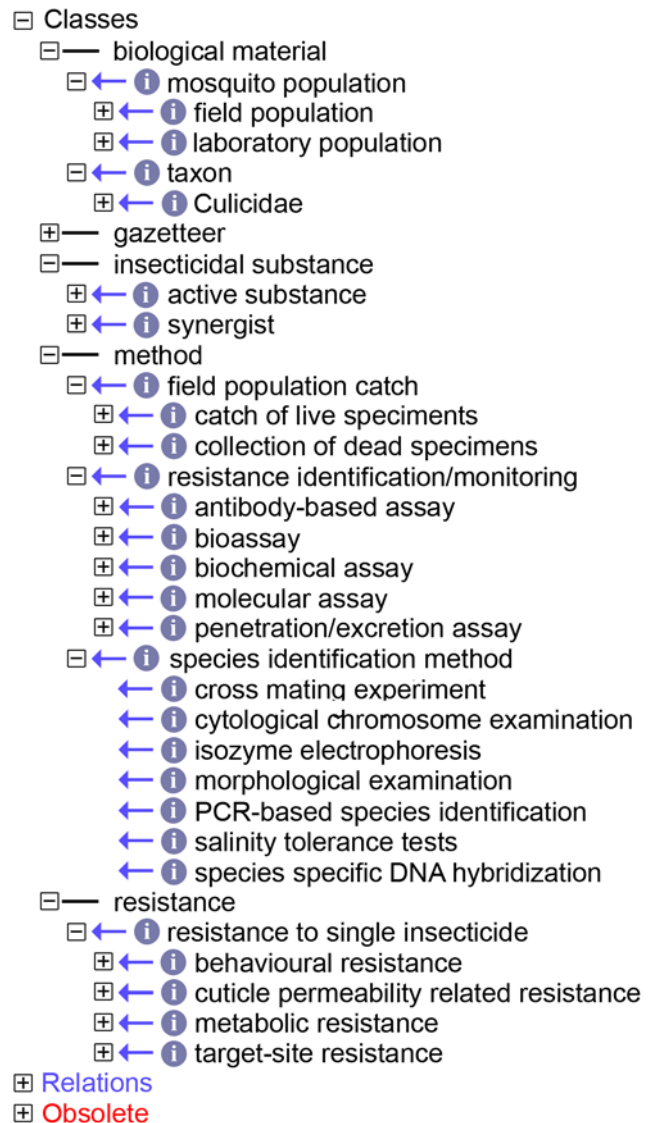 Classes
biological material
mosquito population
field population
laboratory population
taxon
Culicidae
gazetteer
insecticidal substance
active substance
synergist
method
field population catch
catch of live speciments
collection of dead specimens
resistance identification/monitoring
antibody-based assay
bioassay
biochemical assay
molecular assay
penetration/excretion assay
species identification method
cross mating experiment
cytological chromosome examination
isozyme electrophoresis
morphological examination
PCR-based species identification
salinity tolerance tests
species specific DNA hybridization
resistance
resistance to single insecticide
behavioural resistance
cuticle permeability related resistance
metabolic resistance
target-site resistance
Relations
Obsolete